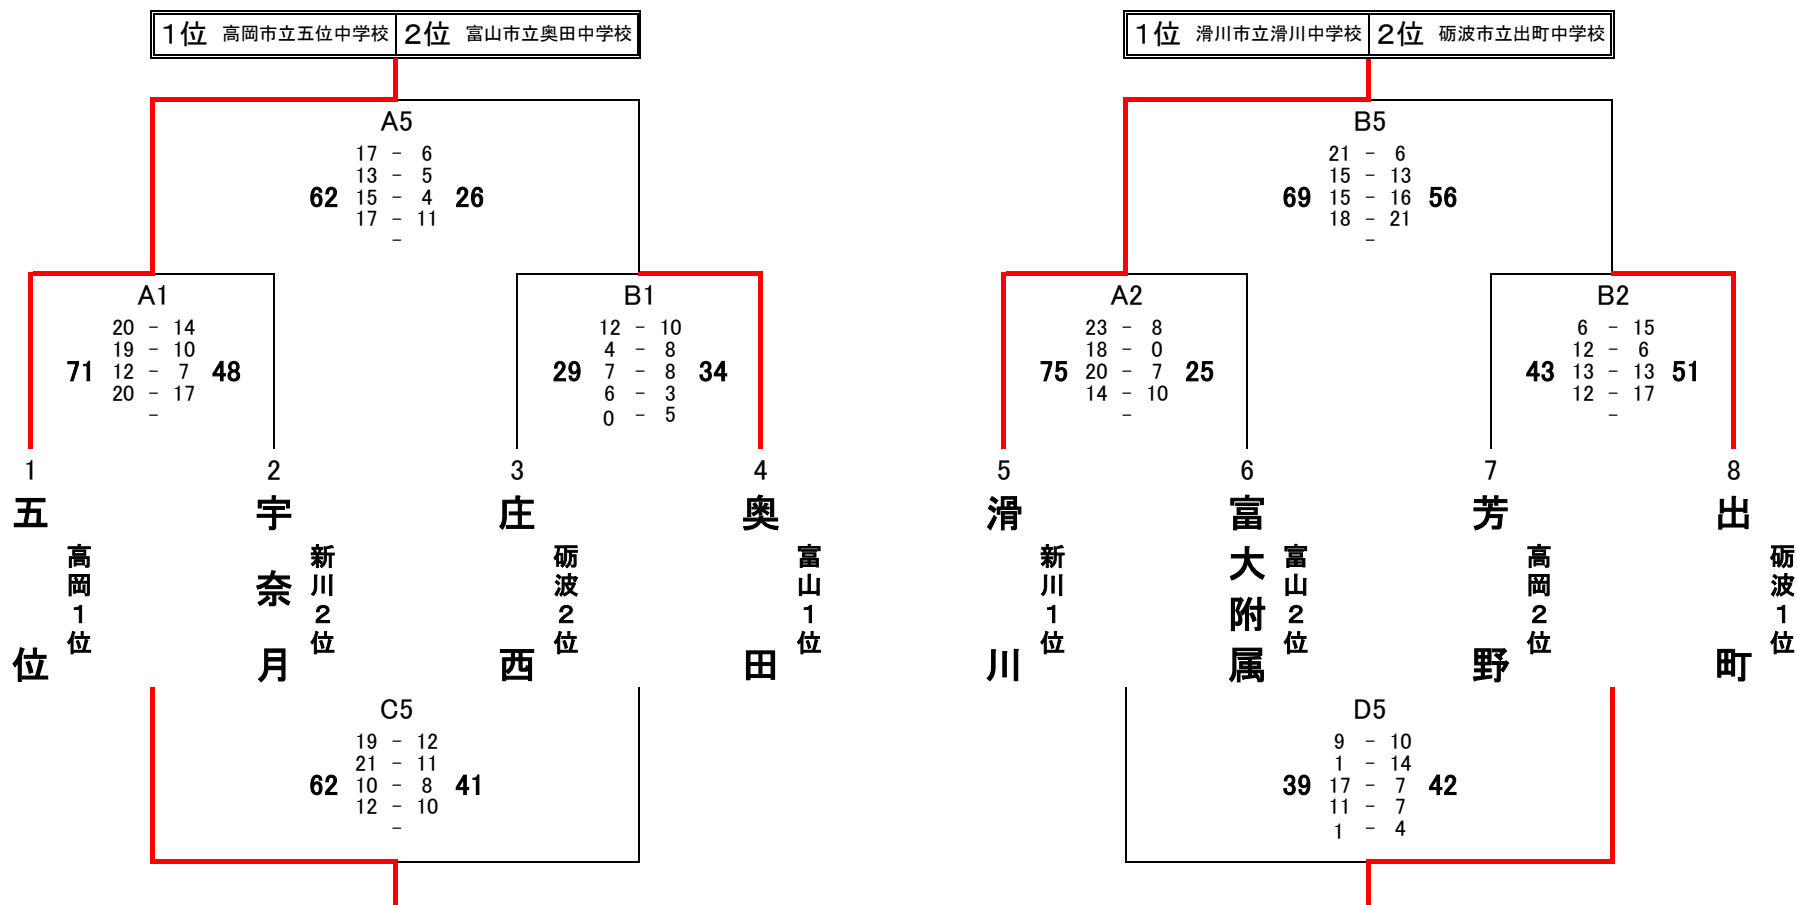 1位 高岡市立五位中学校 2位 富山市立奥田中学校
1位 滑川市立滑川中学校 2位 砺波市立出町中学校
A5
17 - 6
13 - 5
62 15 - 4 26
17 - 11
-
B5
21 - 6
15 - 13
69 15 - 16 56
18 - 21
-
A1
20 - 14
19 - 10
71 12 - 7 48
20 - 17
-
B1
12 - 10
4 - 8
29 7 - 8 34
6 - 3
0 - 5
A2
23 - 8
18 - 0
75 20 - 7 25
14 - 10
-
B2
6 - 15
12 - 6
43 13 - 13 51
12 - 17
-
1
五位
高岡1位
2
宇奈月
新川2位
3
庄西
砺波2位
4
奥田
富山1位
5
滑川
新川1位
6
富大附属
富山2位
7
芳野
高岡2位
8
出町
砺波1位
C5
19 - 12
21 - 11
62 10 - 8 41
12 - 10
-
D5
9 - 10
1 - 14
39 17 - 7 42
11 - 7
1 - 4